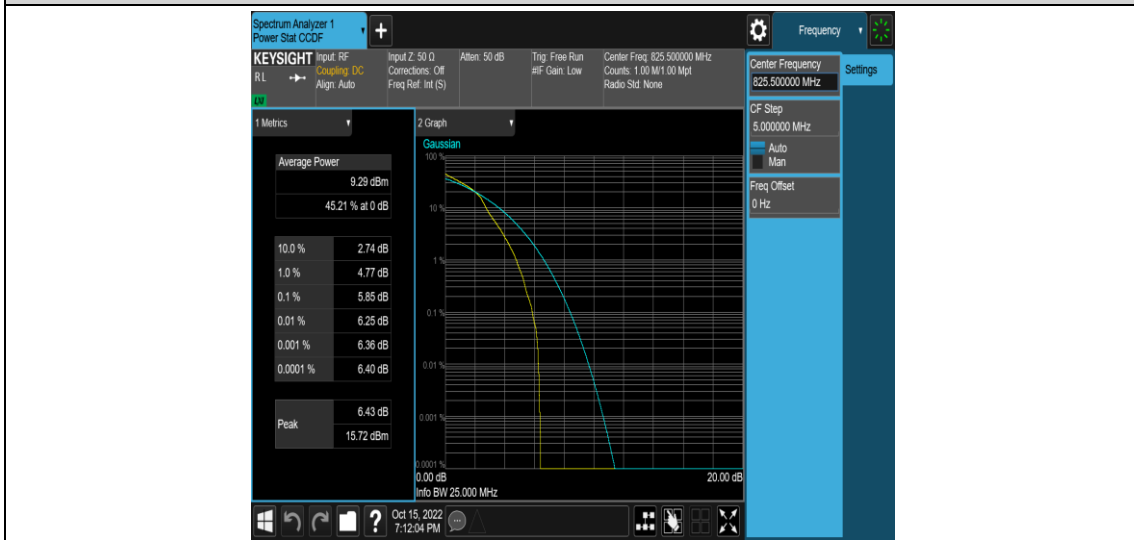 Spectrum Analyzer 1
Power Stat CCDF
+
Frequency
KEYSIGHT
RL
LNI
Input: RF
Coupling: DC
Align: Auto
Input Z: 50 Ω
Corrections: Off
Freq Ref: Int (S)
Atten: 50 dB
Trig: Free Run
#IF Gain: Low
Center Freq: 825.500000 MHz
Counts: 1.00 M/1.00 Mpt
Radio Std: None
Center Frequency
825.500000 MHz
Settings
CF Step
5.000000 MHz
Auto
Man
Freq Offset
0 Hz
1 Metrics
Average Power
9.29 dBm
45.21 % at 0 dB
10.0 % 2.74 dB
1.0 % 4.77 dB
0.1 % 5.85 dB
0.01 % 6.25 dB
0.001 % 6.36 dB
0.0001 % 6.40 dB
Peak
6.43 dB
15.72 dBm
2 Graph
Gaussian
100 %
10 %
1 %
0.1 %
0.01 %
0.001 %
0.0001 %
0.00 dB 20.00 dB
Info BW 25.000 MHz
?
Oct 15, 2022
7:12:04 PM